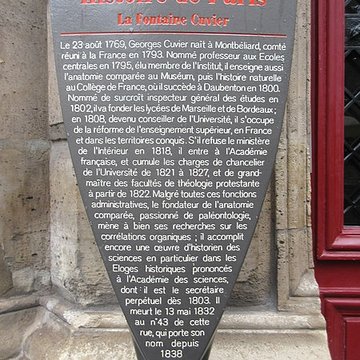 Histoire de Paris
La Fontaine Cuvier
Le 23 août 1769, Georges Cuvier naît à Montbéliard, comté
réuni à la France en 1793. Nommé professeur aux Ecoles
centrales en 1795, élu membre de l'Institut, il enseigne aussi
l'anatomie comparée au Muséum, puis l'histoire naturelle
au Collège de France, où il succède à Daubenton en 1800.
Nommé de surcroît inspecteur général des études en
1802, il va fonder les lycées de Marseille et de Bordeaux ;
en 1808, devenu conseiller de l'Université, il s'occupe
de la réforme de l'enseignement supérieur, en France
et dans les territoires conquis. S'il refuse le ministère
de l'Intérieur en 1818, il entre à l'Académie
française, et cumule les charges de chancelier
de l'Université de 1821 à 1827, et de grand-
maître des facultés de théologie protestante
à partir de 1822. Malgré toutes ces fonctions
administratives, le fondateur de l'anatomie
comparée, passionné de paléontologie,
mène à bien ses recherches sur les
corrélations organiques ; il accomplit
encore une œuvre d'historien des
sciences en particulier dans les
Eloges historiques prononcés
à l'Académie des sciences,
dont il est le secrétaire
perpétuel dès 1803. Il
meurt le 13 mai 1832
au n°43 de cette
rue, qui porte son
nom depuis
1838